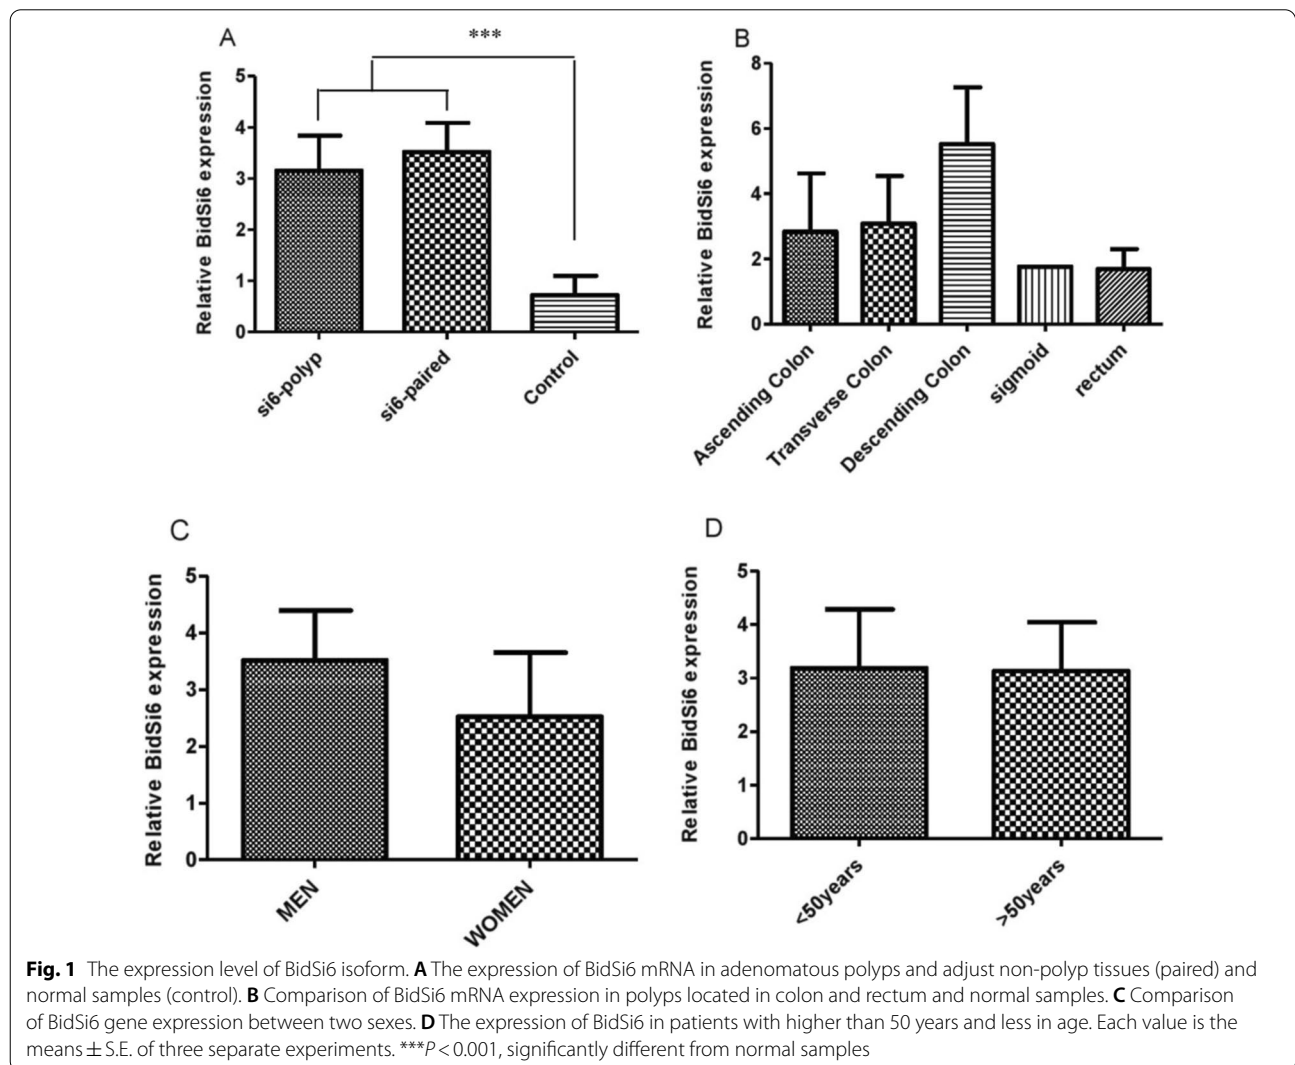 A
***
Relative BidSi6 expression
5
4
3
2
1
0
si6-polyp
si6-paired
Control
B
Relative BidSi6 expression
8
6
4
2
0
Ascending Colon
Transverse Colon
Descending Colon
sigmoid
rectum
C
Relative BidSi6 expression
5
4
3
2
1
0
MEN
WOMEN
D
Relative BidSi6 expression
5
4
3
2
1
0
<50years
>50years
Fig. 1 The expression level of BidSi6 isoform. A The expression of BidSi6 mRNA in adenomatous polyps and adjust non-polyp tissues (paired) and
normal samples (control). B Comparison of BidSi6 mRNA expression in polyps located in colon and rectum and normal samples. C Comparison
of BidSi6 gene expression between two sexes. D The expression of BidSi6 in patients with higher than 50 years and less in age. Each value is the
means ± S.E. of three separate experiments. ***P < 0.001, significantly different from normal samples